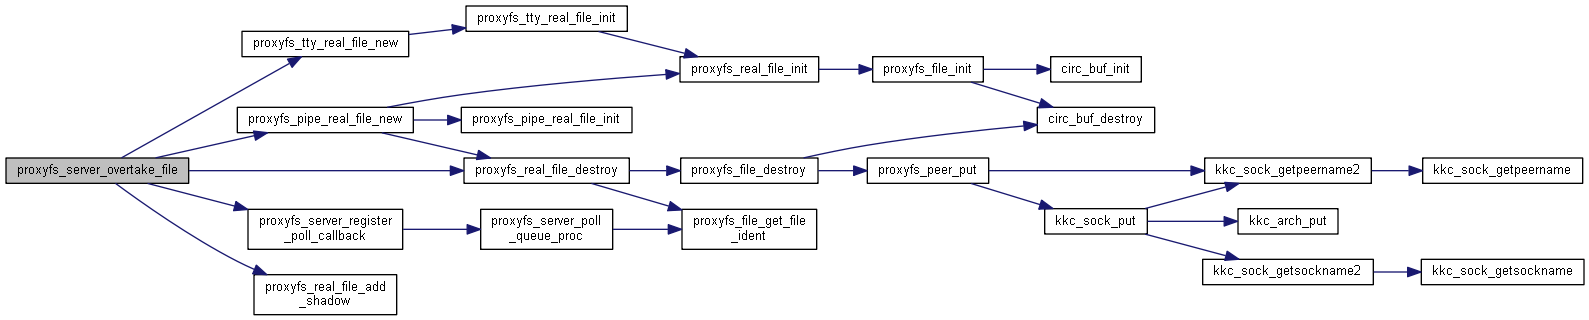 proxyfs_tty_real_file_init
proxyfs_tty_real_file_new
proxyfs_real_file_init
proxyfs_file_init
circ_buf_init
proxyfs_pipe_real_file_new
proxyfs_pipe_real_file_init
circ_buf_destroy
proxyfs_server_overtake_file
proxyfs_real_file_destroy
proxyfs_file_destroy
proxyfs_peer_put
kkc_sock_getpeername2
kkc_sock_getpeername
proxyfs_server_register
_poll_callback
proxyfs_server_poll
_queue_proc
proxyfs_file_get_file
_ident
kkc_sock_put
kkc_arch_put
kkc_sock_getsockname2
kkc_sock_getsockname
proxyfs_real_file_add
_shadow